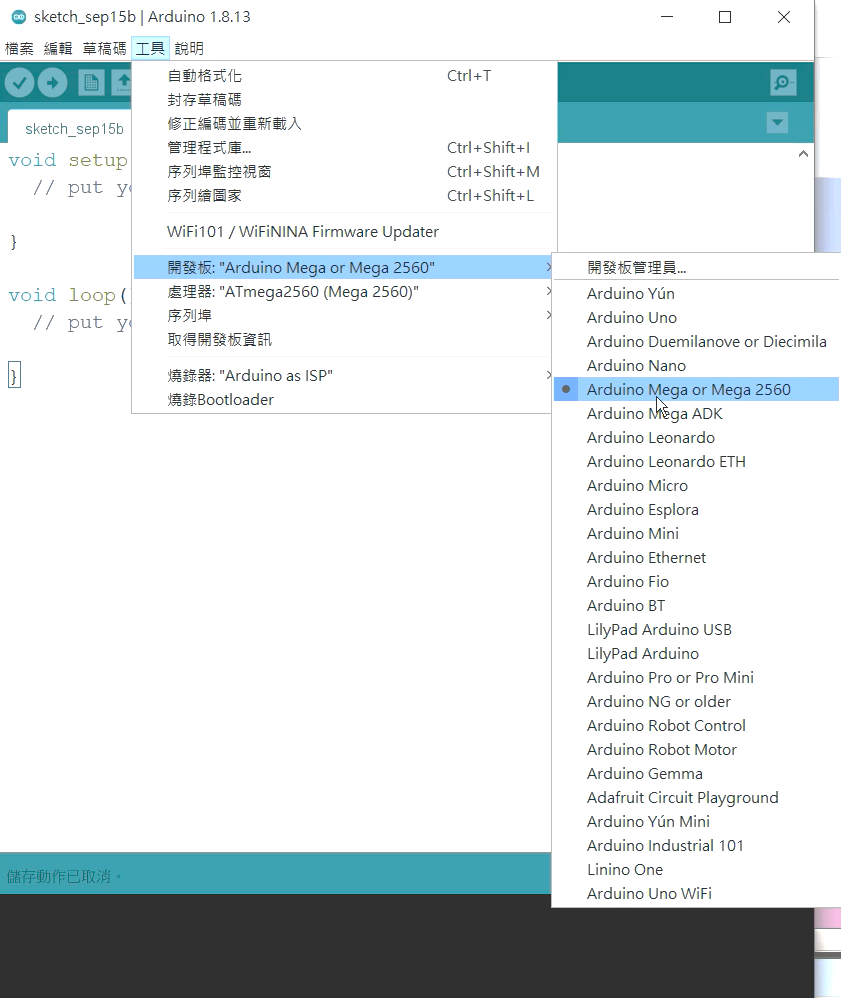 sketch_sep15b | Arduino 1.8.13
檔案 編輯 草稿碼 工具 說明
sketch_sep15b
void setup
// put yo
}
void loop(
// put yo
}
自動格式化 Ctrl+T
封存草稿碼
修正編碼並重新載入
管理程式庫... Ctrl+Shift+I
序列埠監控視窗 Ctrl+Shift+M
序列繪圖家 Ctrl+Shift+L
WiFi101 / WiFiNINA Firmware Updater
開發板: "Arduino Mega or Mega 2560"
處理器: "ATmega2560 (Mega 2560)"
序列埠
取得開發板資訊
燒錄器: "Arduino as ISP"
燒錄Bootloader
開發板管理員...
Arduino Yún
Arduino Uno
Arduino Duemilanove or Diecimila
Arduino Nano
Arduino Mega or Mega 2560
Arduino Mega ADK
Arduino Leonardo
Arduino Leonardo ETH
Arduino Micro
Arduino Esplora
Arduino Mini
Arduino Ethernet
Arduino Fio
Arduino BT
LilyPad Arduino USB
LilyPad Arduino
Arduino Pro or Pro Mini
Arduino NG or older
Arduino Robot Control
Arduino Robot Motor
Arduino Gemma
Adafruit Circuit Playground
Arduino Yún Mini
Arduino Industrial 101
Linino One
Arduino Uno WiFi
儲存動作已取消。